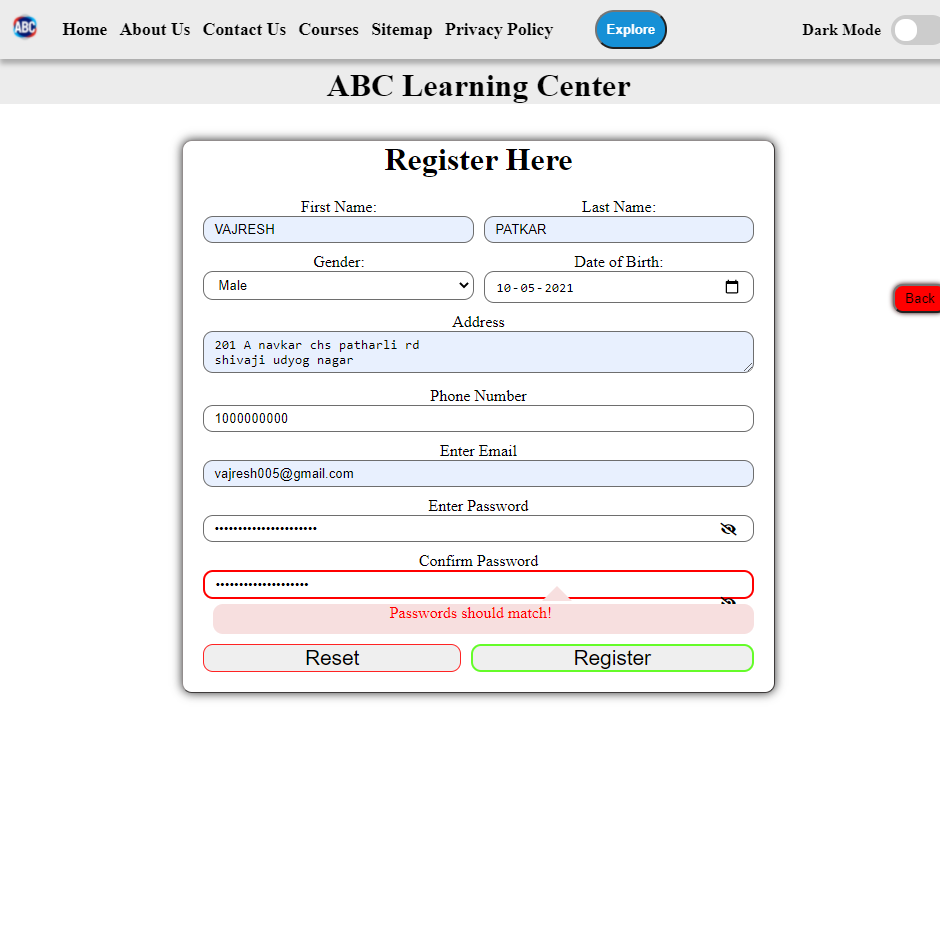 ABC Home About Us Contact Us Courses Sitemap Privacy Policy Explore Dark Mode
ABC Learning Center
Register Here
First Name: Last Name:
VAJRESH PATKAR
Gender: Date of Birth:
Male 10-05-2021
Back
Address
201 A navkar chs patharli rd
shivaji udyog nagar
Phone Number
1000000000
Enter Email
vajresh005@gmail.com
Enter Password
••••••••••••••••••••••
Confirm Password
••••••••••••••••••••
Passwords should match!
Reset Register